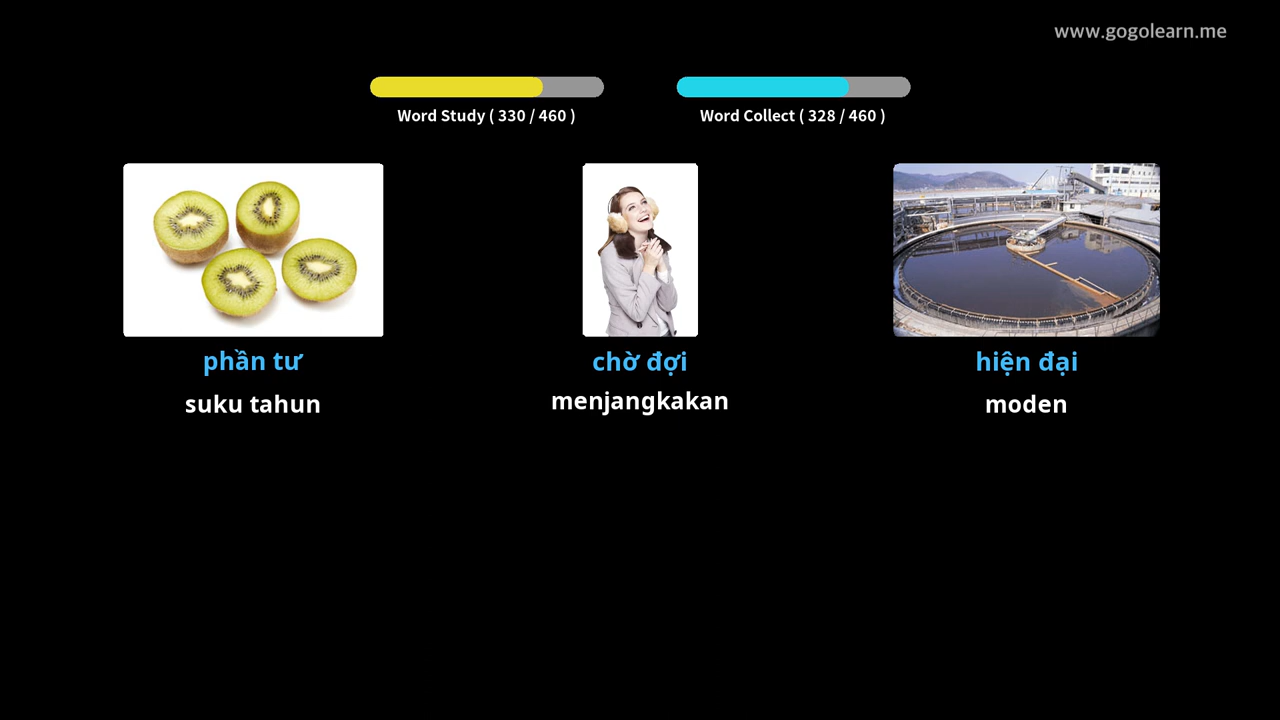 www.gogolearn.me
Word Study ( 330 / 460 )
Word Collect ( 328 / 460 )
phần tư
suku tahun
chờ đợi
menjangkakan
hiện đại
moden